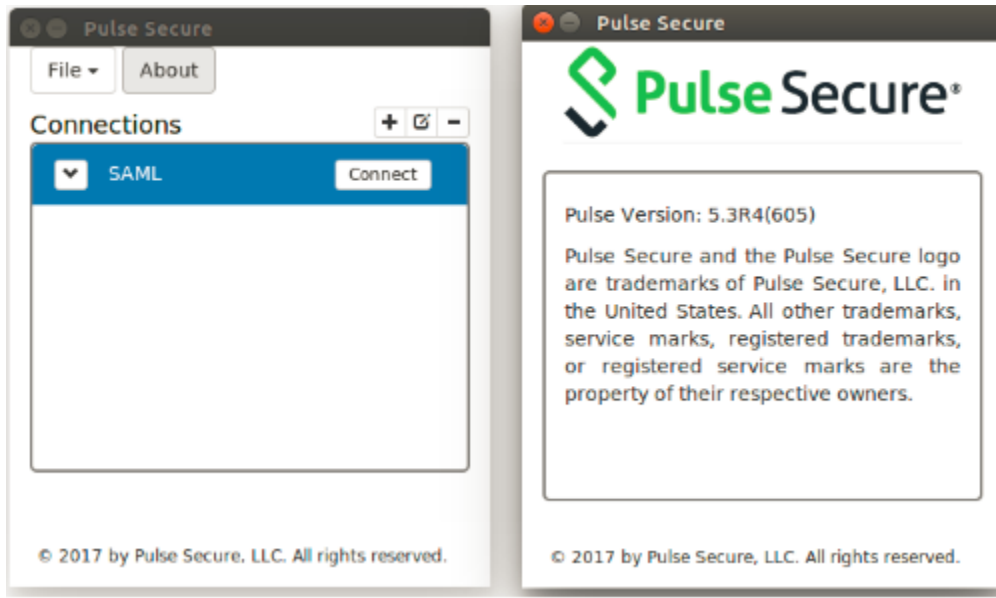 Pulse Secure
File
About
Connections
SAML
Connect
© 2017 by Pulse Secure, LLC. All rights reserved.
Pulse Secure
Pulse Secure®
Pulse Version: 5.3R4(605)
Pulse Secure and the Pulse Secure logo
are trademarks of Pulse Secure, LLC. in
the United States. All other trademarks,
service marks, registered trademarks,
or registered service marks are the
property of their respective owners.
© 2017 by Pulse Secure, LLC. All rights reserved.